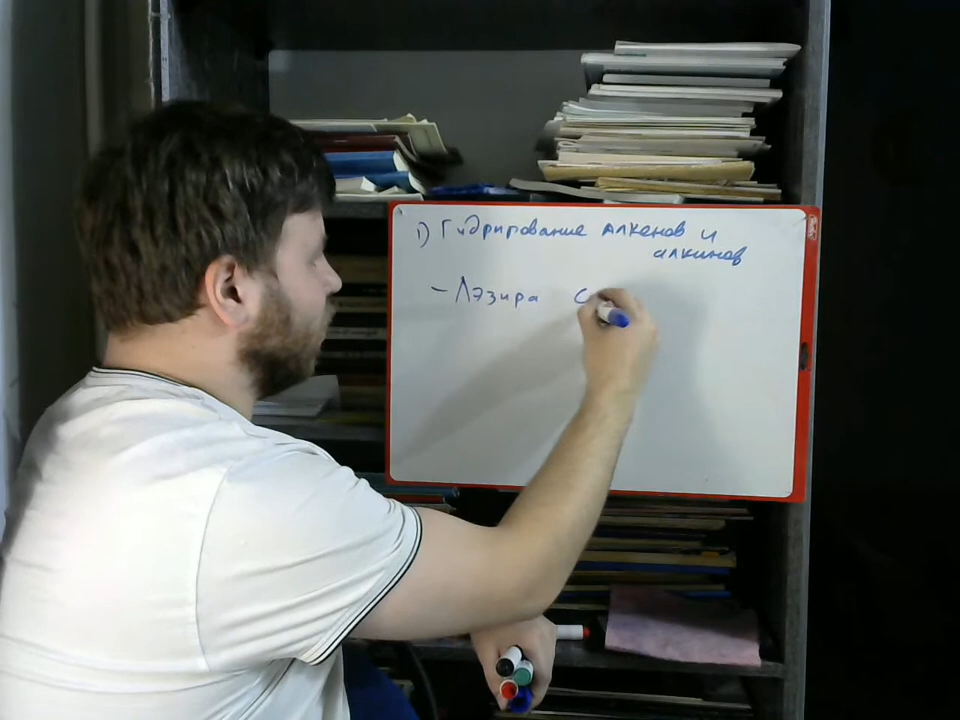 1) Гидрирование алкенов и
алкинов
- Лэзира С